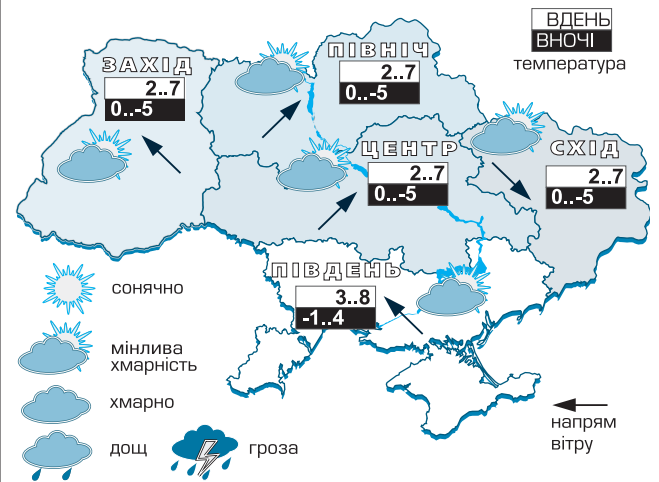 ВДЕНЬ
ВНОЧІ
температура
ЗАХІД
2..7
0..-5
ПІВНІЧ
2..7
0..-5
ЦЕНТР
2..7
0..-5
СХІД
2..7
0..-5
ПІВДЕНЬ
3..8
-1..4
сонячно
мінлива
хмарність
хмарно
дощ
гроза
напрям
вітру